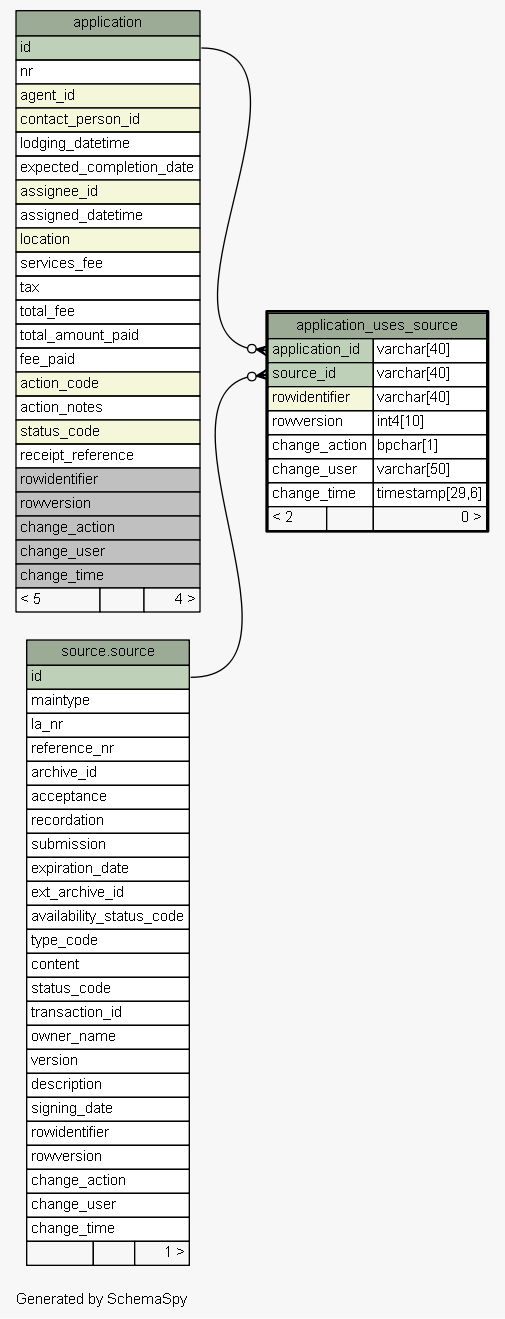 application
id
nr
agent_id
contact_person_id
lodging_datetime
expected_completion_date
assignee_id
assigned_datetime
location
services_fee
tax
total_fee
total_amount_paid
fee_paid
action_code
action_notes
status_code
receipt_reference
rowidentifier
rowversion
change_action
change_user
change_time
< 5 4 >
application_uses_source
application_id varchar[40]
source_id varchar[40]
rowidentifier varchar[40]
rowversion int4[10]
change_action bpchar[1]
change_user varchar[50]
change_time timestamp[29,6]
< 2 0 >
source.source
id
maintype
la_nr
reference_nr
archive_id
acceptance
recordation
submission
expiration_date
ext_archive_id
availability_status_code
type_code
content
status_code
transaction_id
owner_name
version
description
signing_date
rowidentifier
rowversion
change_action
change_user
change_time
1 >
Generated by SchemaSpy